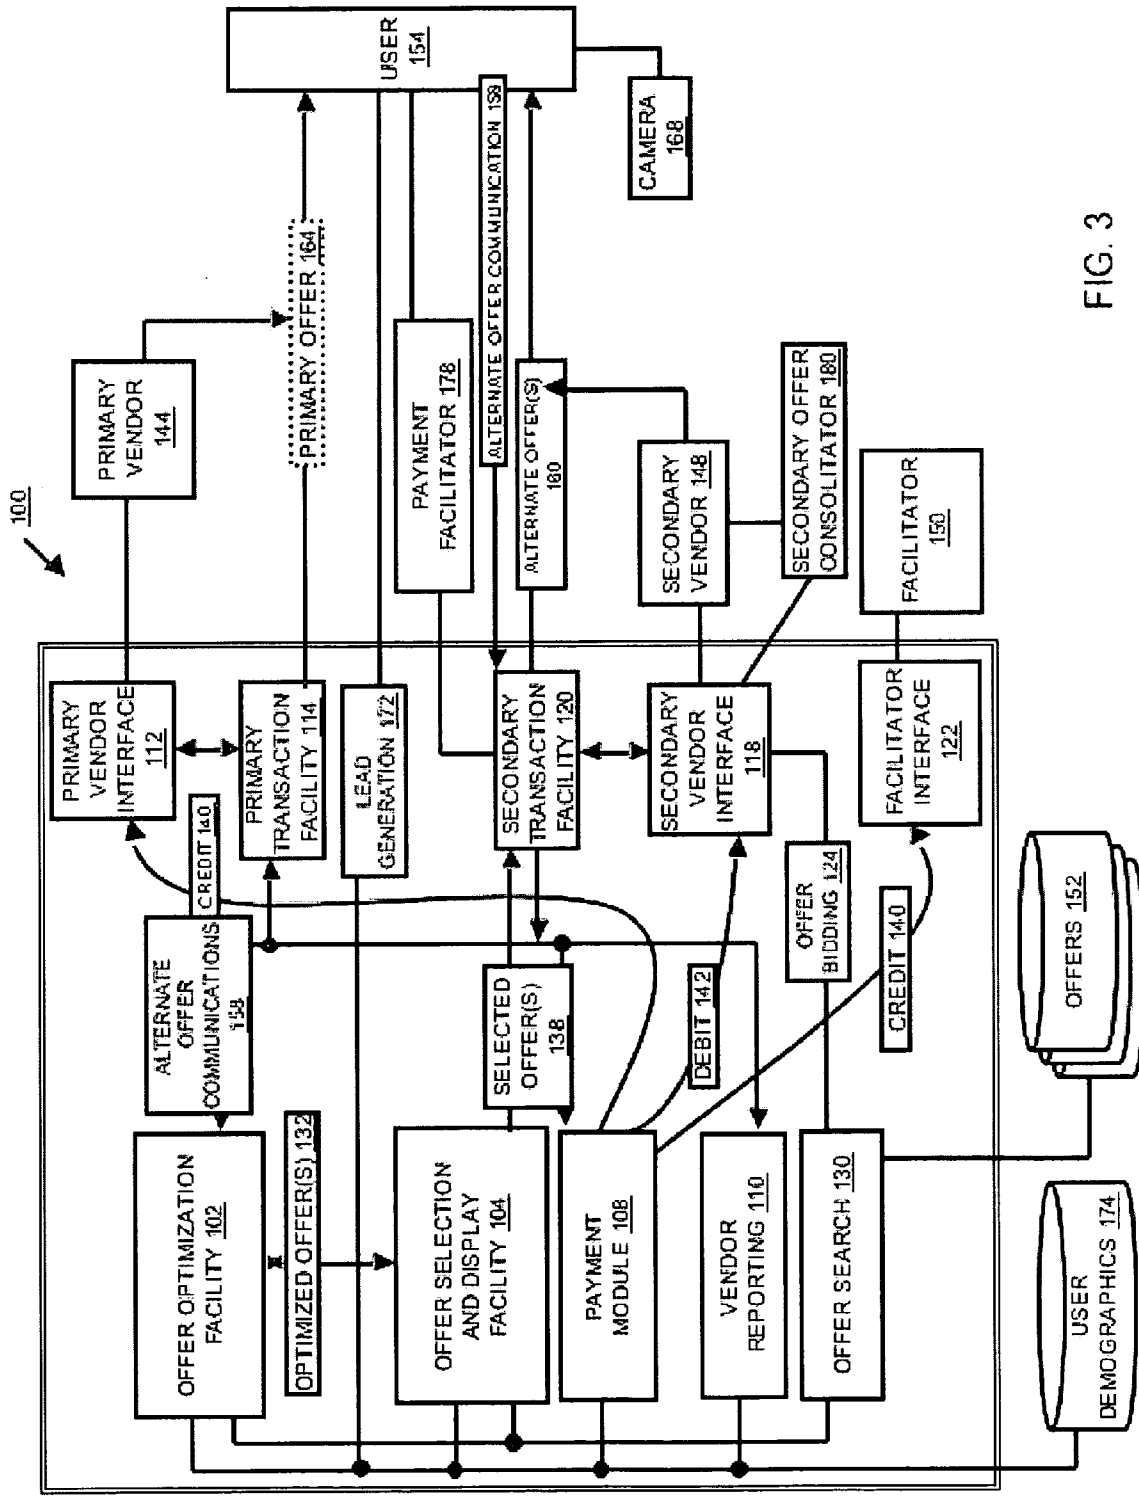 100
USER
154
CAMERA
168
PRIMARY
VENDOR
144
PRIMARY OFFER 164
PAYMENT
FACILITATOR 178
ALTERNATE OFFER COMMUNICATION 158
ALTERNATE OFFER(S)
160
SECONDARY
VENDOR 148
SECONDARY OFFER
CONSOLITATOR 180
FACILITATOR
150
PRIMARY
VENDOR
INTERFACE
112
PRIMARY
TRANSACTION
FACILITY 114
LEAD
GENERATION 172
SECONDARY
TRANSACTION
FACILITY 120
SECONDARY
VENDOR
INTERFACE
118
FACILITATOR
INTERFACE
122
CREDIT 140
ALTERNATE
OFFER
COMMUNICATIONS
158
SELECTED
OFFER(S)
138
DEBIT 142
OFFER
BIDDING 124
CREDIT 140
OFFERS 152
OFFER OPTIMIZATION
FACILITY 102
OPTIMIZED OFFER(S) 132
OFFER SELECTION
AND DISPLAY
FACILITY 104
PAYMENT
MODULE 108
VENDOR
REPORTING 110
OFFER SEARCH 130
USER
DEMOGRAPHICS 174
FIG. 3